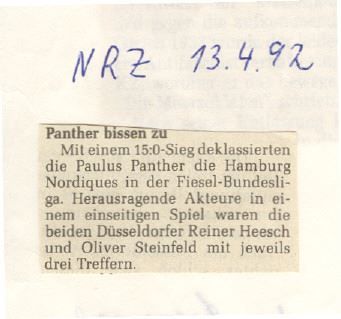 NRZ 13.4.92
Panther bissen zu
Mit einem 15:0-Sieg deklassierten
die Paulus Panther die Hamburg
Nordiques in der Fiesel-Bundesli-
ga. Herausragende Akteure in ei-
nem einseitigen Spiel waren die
beiden Düsseldorfer Reiner Heesch
und Oliver Steinfeld mit jeweils
drei Treffern.